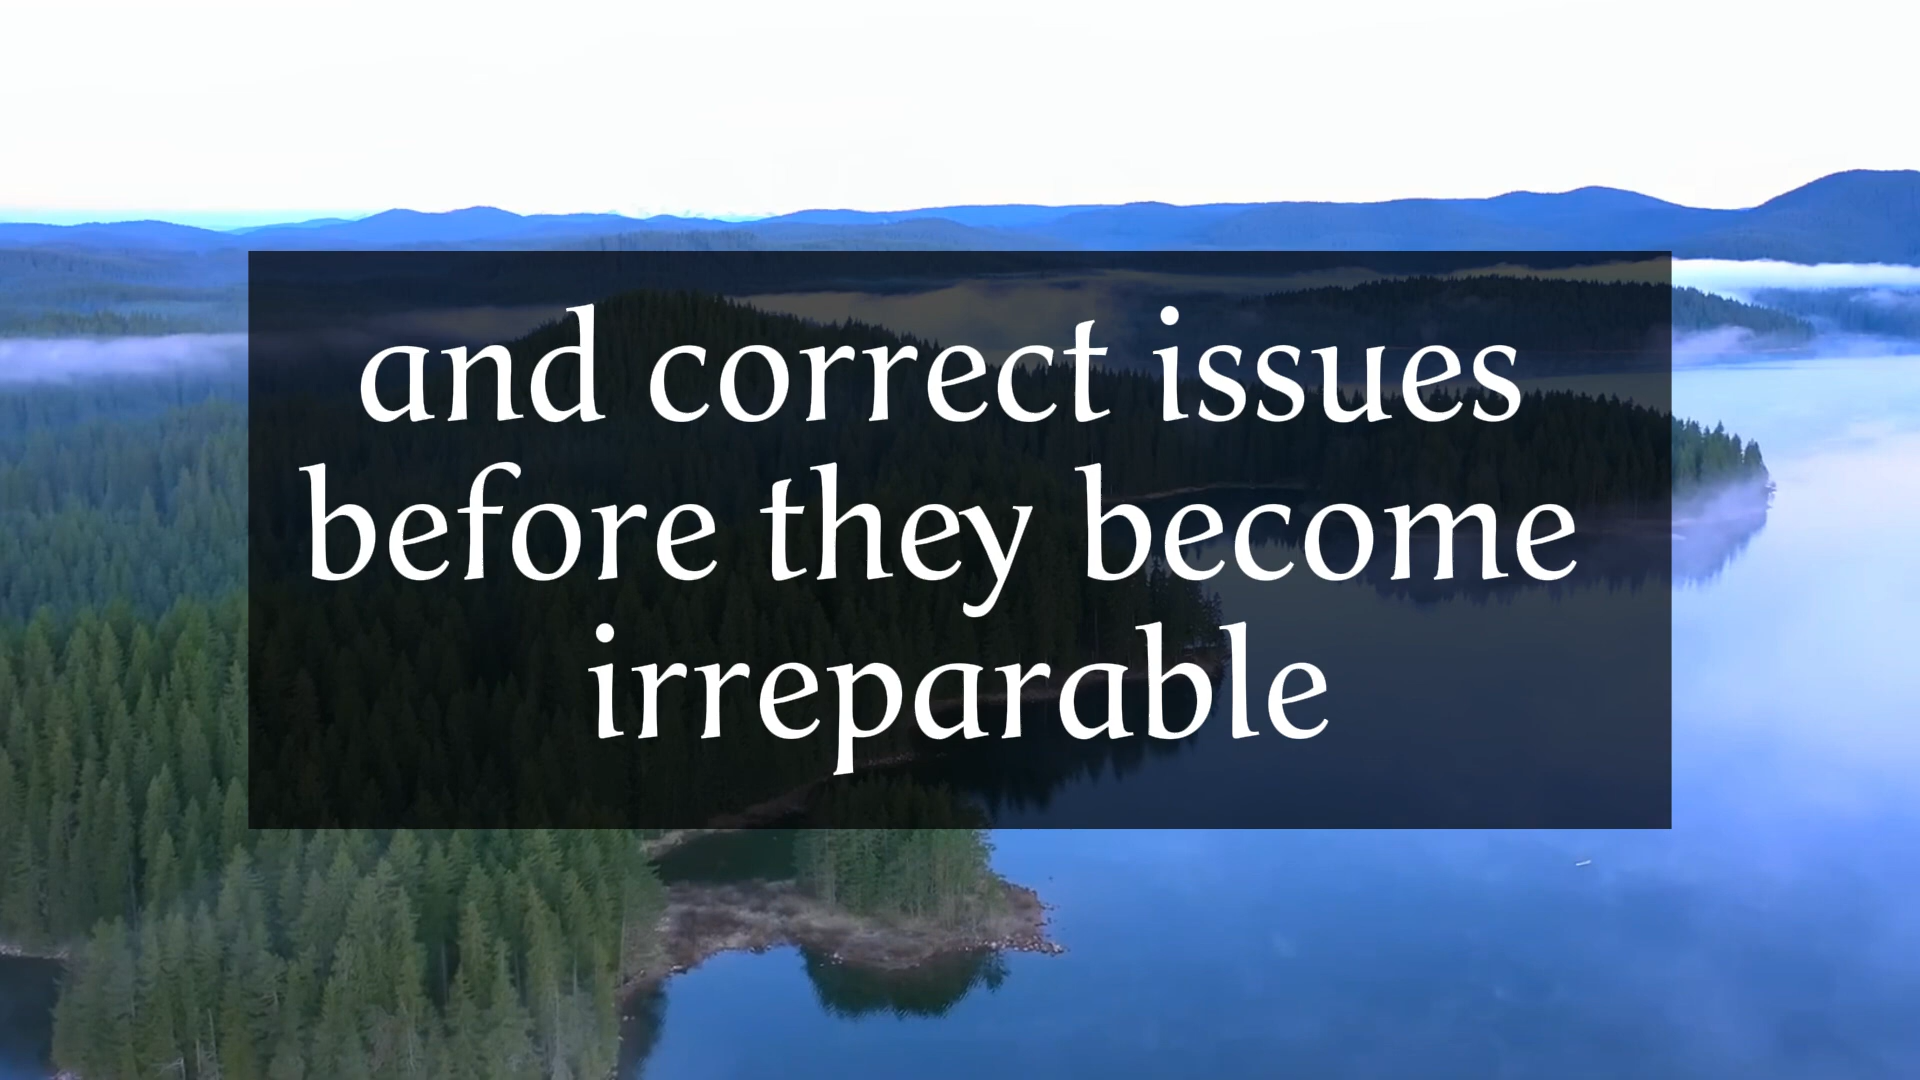 and correct issues
before they become
irreparable